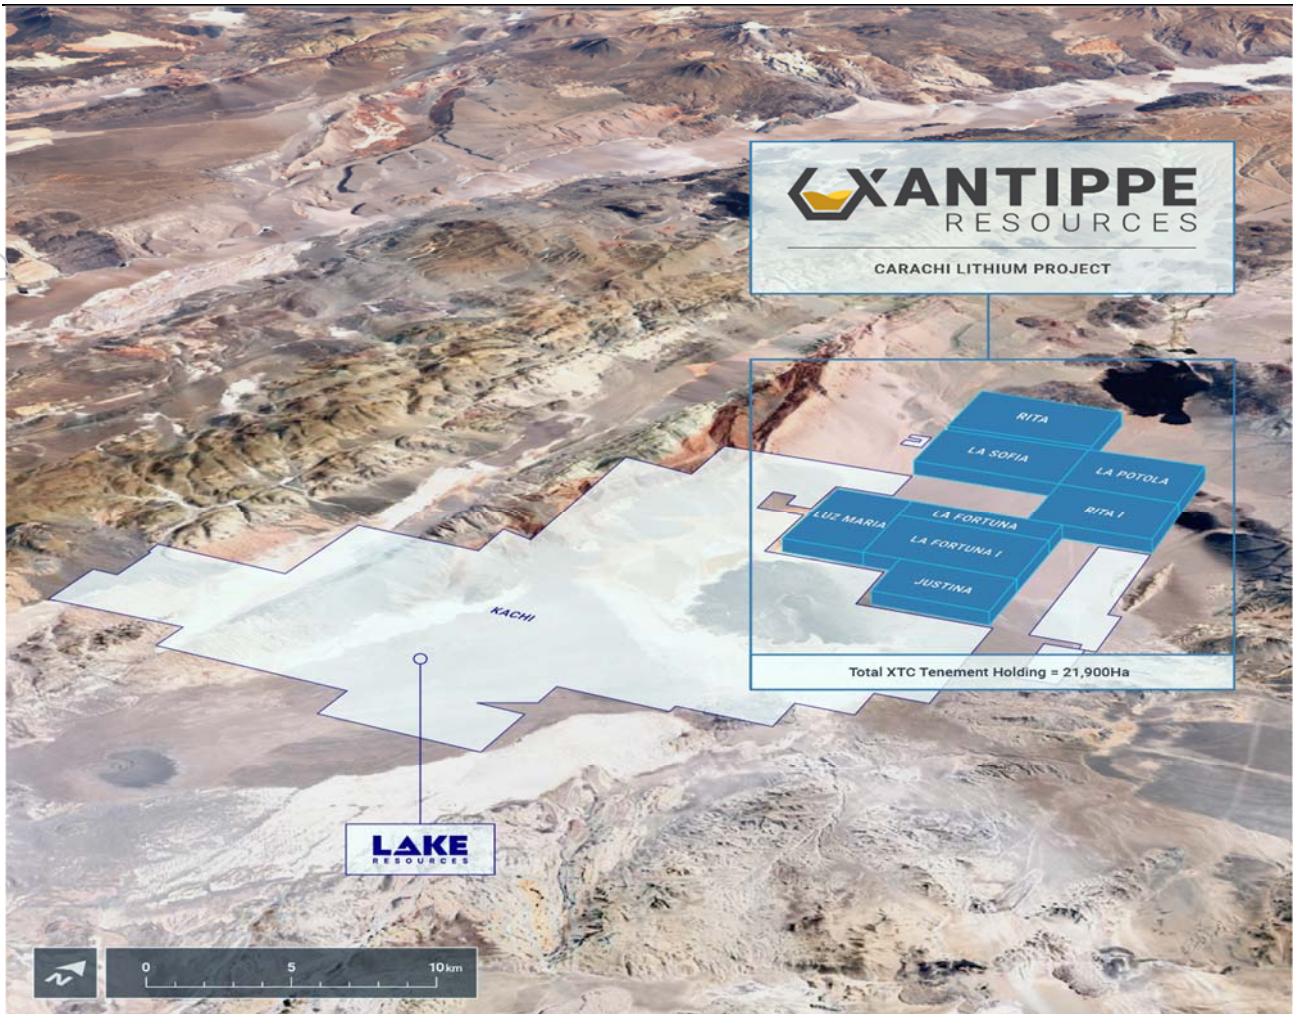 XANTIPPE
RESOURCES
CARACHI LITHIUM PROJECT
RITA
LA SOFIA
LA POTOLA
RITA I
LUZ MARIA
LA FORTUNA
LA FORTUNA I
JUSTINA
KACHI
Total XTC Tenement Holding = 21,900Ha
LAKE
RESOURCES
N
0 5 10km